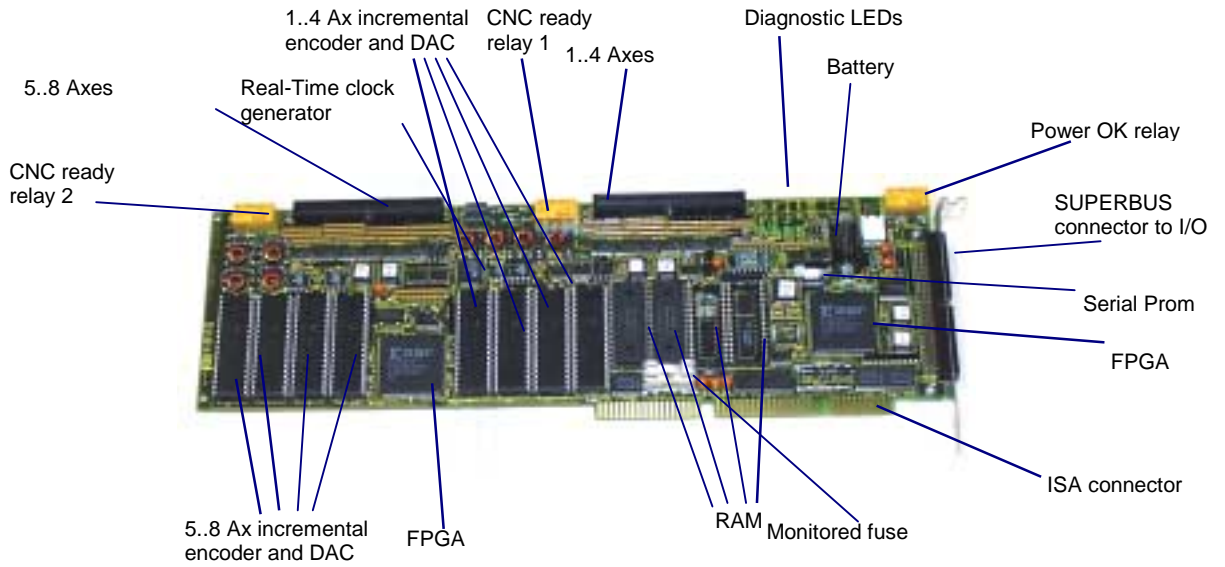 1..4 Ax incremental
encoder and DAC
CNC ready
relay 1
1..4 Axes
Diagnostic LEDs
Battery
5..8 Axes
Real-Time clock
generator
Power OK relay
CNC ready
relay 2
SUPERBUS
connector to I/O
Serial Prom
FPGA
ISA connector
RAM
Monitored fuse
FPGA
5..8 Ax incremental
encoder and DAC